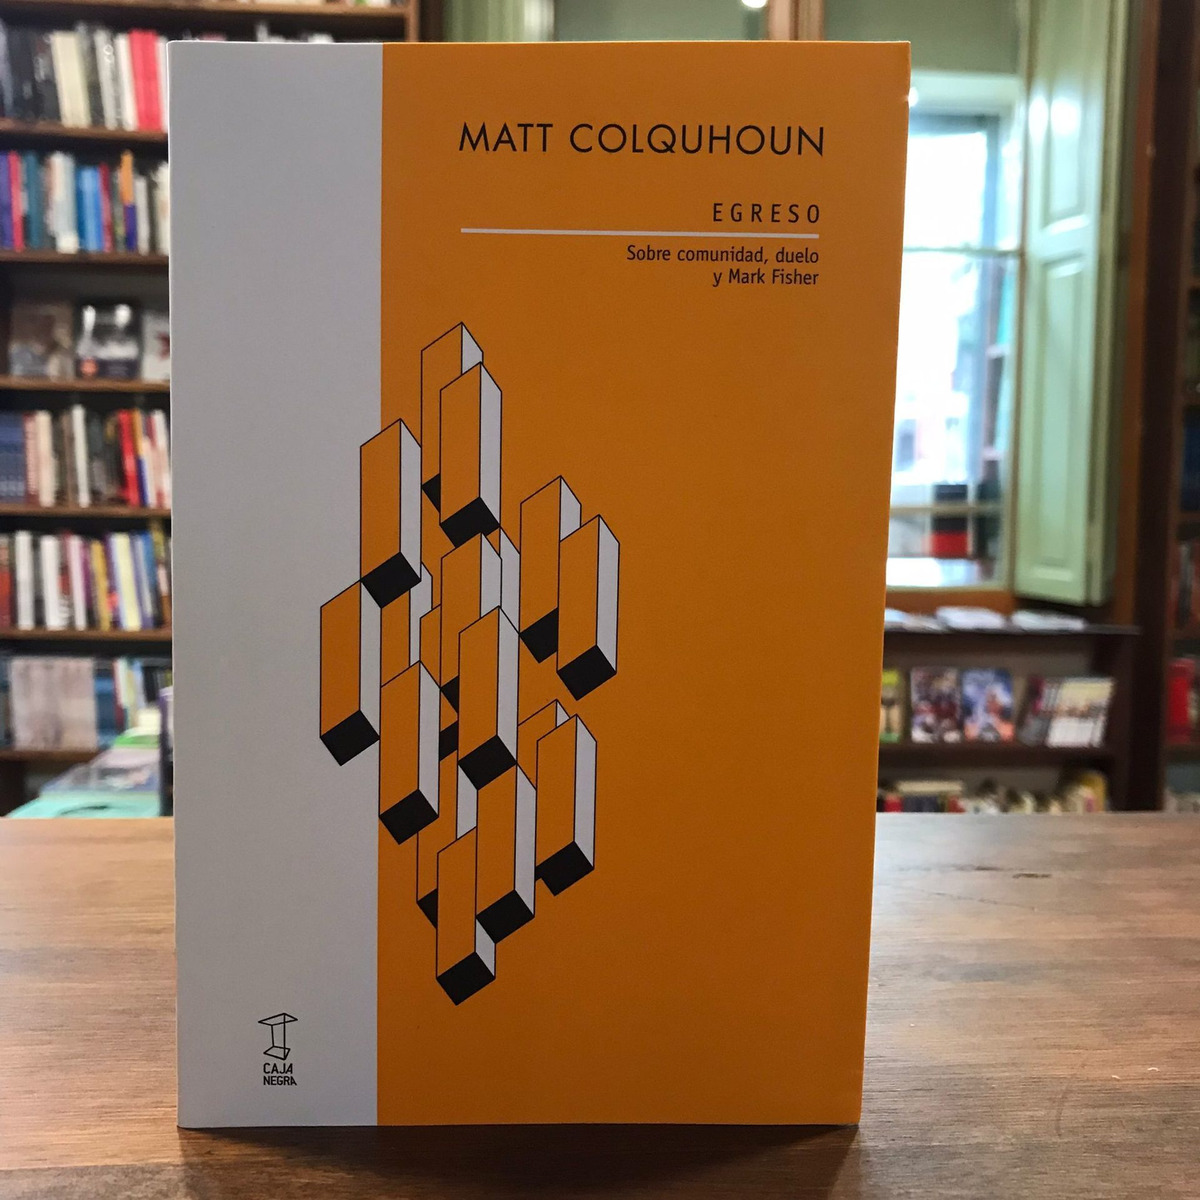 MATT COLQUHOUN
EGRESO
Sobre comunidad, duelo
y Mark Fisher
CAJA
NEGRA